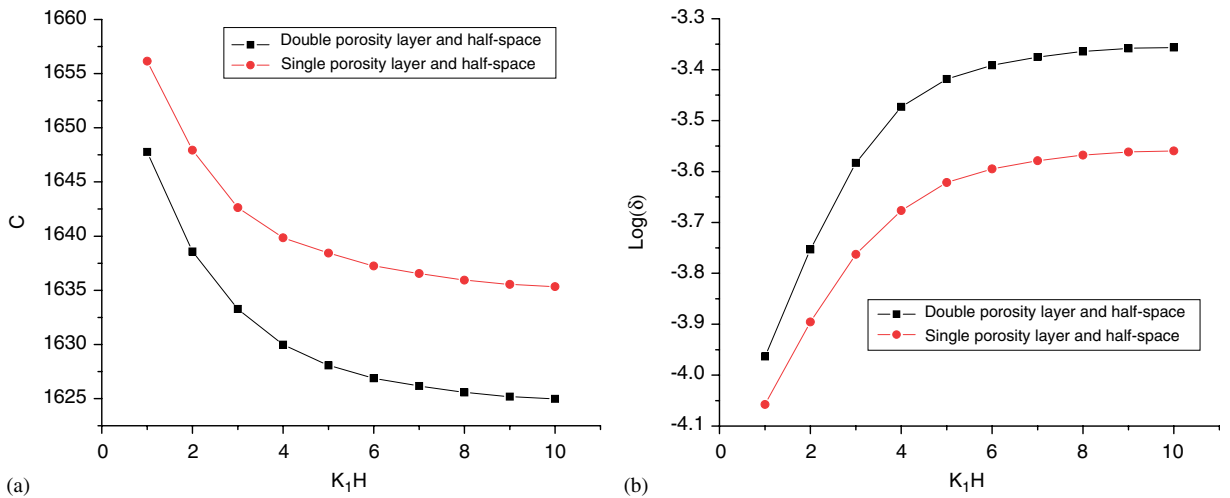 1660
1655
1650
1645
1640
1635
1630
1625
C
0 2 4 6 8 10
K₁H
Double porosity layer and half-space
Single porosity layer and half-space
(a)
-3.3
-3.4
-3.5
-3.6
-3.7
-3.8
-3.9
-4.0
-4.1
Log(δ)
0 2 4 6 8 10
K₁H
Double porosity layer and half-space
Single porosity layer and half-space
(b)